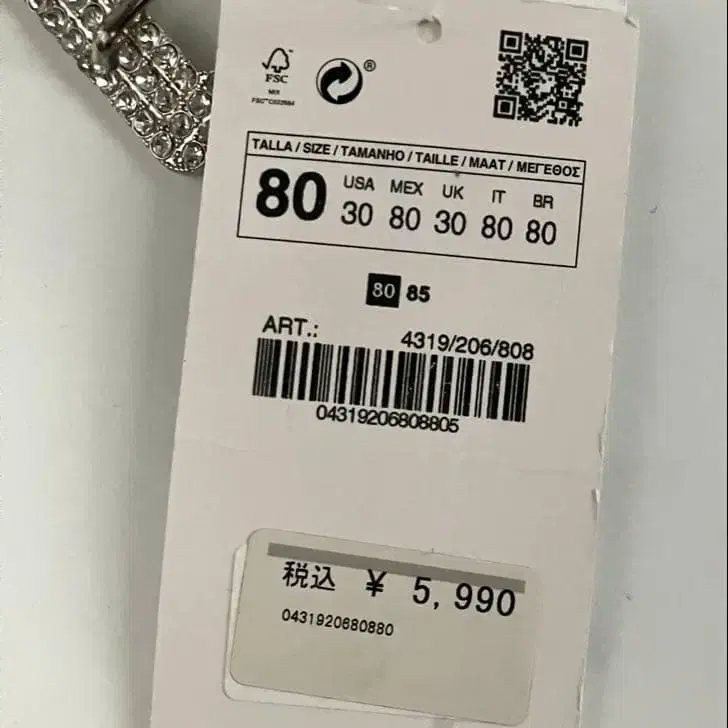 FSC
MIX
®
TALLA / SIZE / TAMANHO / TAILLE / MAAT / ΜΕΓΕΘΟΣ
80 USA MEX UK IT BR
30 80 30 80 80
80 85
ART.: 4319/206/808
04319206808805
税込 ¥ 5,990
0431920680880